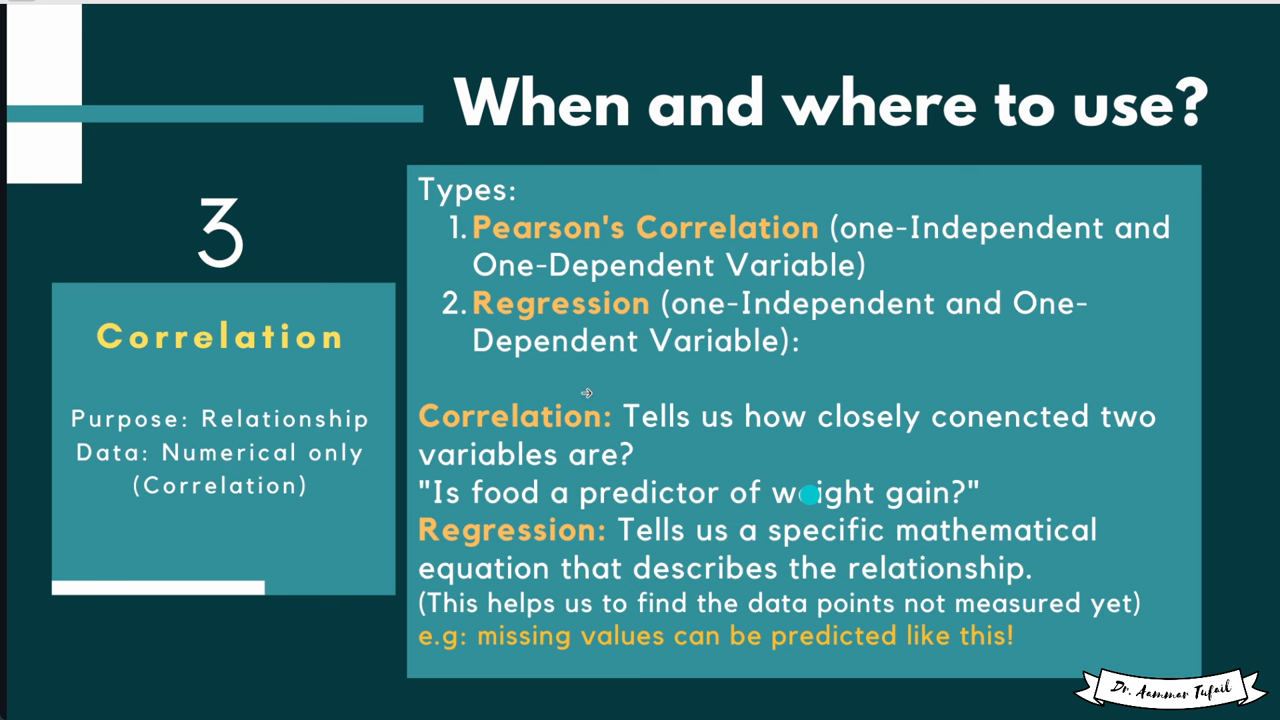 When and where to use?
3
Correlation
Purpose: Relationship
Data: Numerical only
(Correlation)
Types:
1. Pearson's Correlation (one-Independent and
One-Dependent Variable)
2. Regression (one-Independent and One-
Dependent Variable):
Correlation: Tells us how closely conencted two
variables are?
"Is food a predictor of weight gain?"
Regression: Tells us a specific mathematical
equation that describes the relationship.
(This helps us to find the data points not measured yet)
e.g: missing values can be predicted like this!
Dr. Aammar Tufail